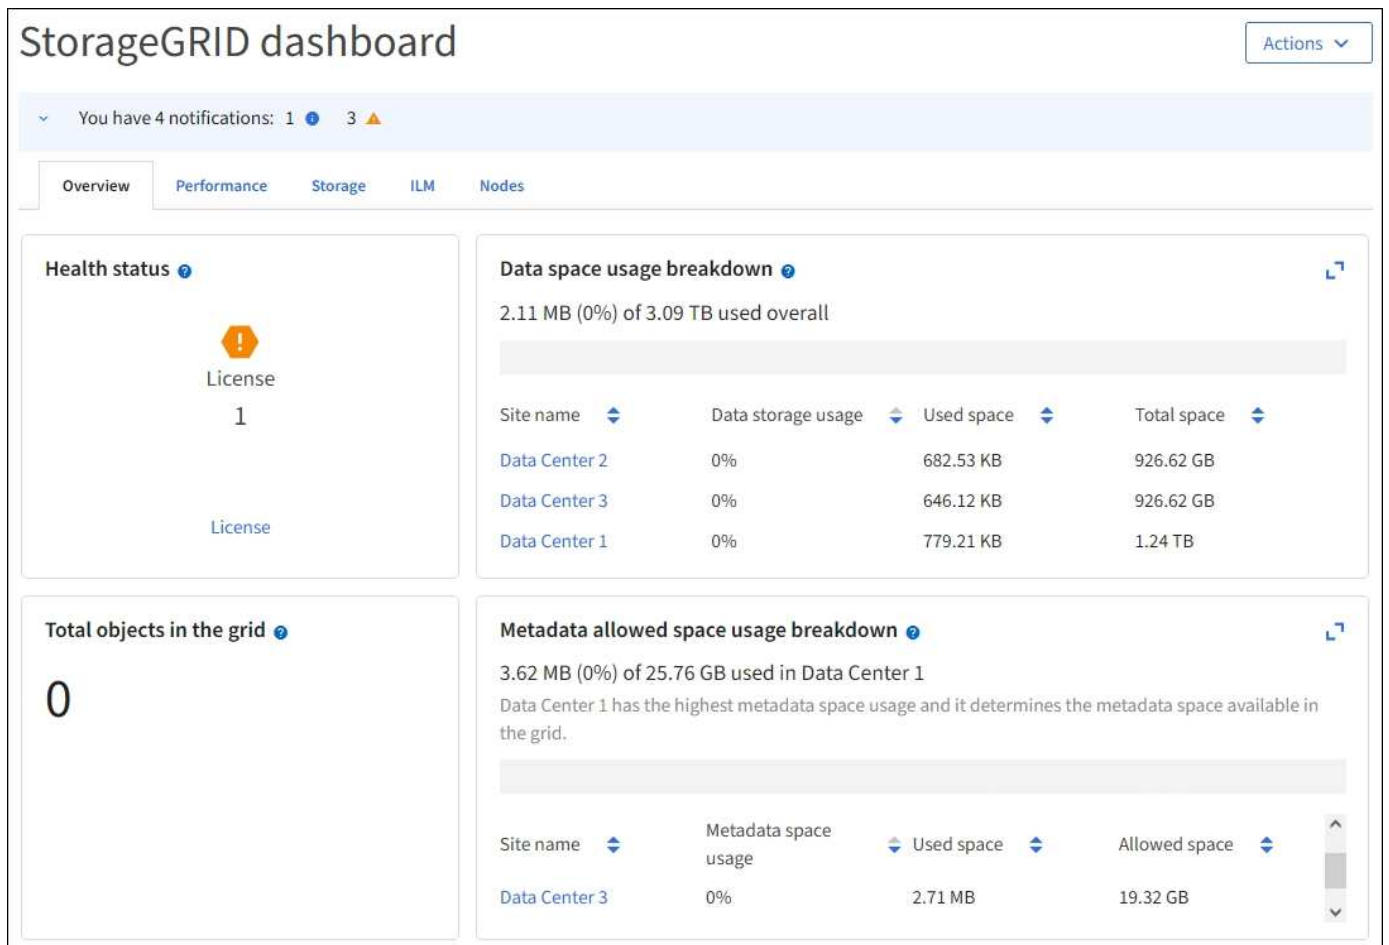 StorageGRID dashboard
Actions
You have 4 notifications: 1 3
Overview Performance Storage ILM Nodes
Health status
License
1
License
Data space usage breakdown
2.11 MB (0%) of 3.09 TB used overall
Site name Data storage usage Used space Total space
Data Center 2 0% 682.53 KB 926.62 GB
Data Center 3 0% 646.12 KB 926.62 GB
Data Center 1 0% 779.21 KB 1.24 TB
Total objects in the grid
0
Metadata allowed space usage breakdown
3.62 MB (0%) of 25.76 GB used in Data Center 1
Data Center 1 has the highest metadata space usage and it determines the metadata space available in
the grid.
Site name Metadata space
usage Used space Allowed space
Data Center 3 0% 2.71 MB 19.32 GB